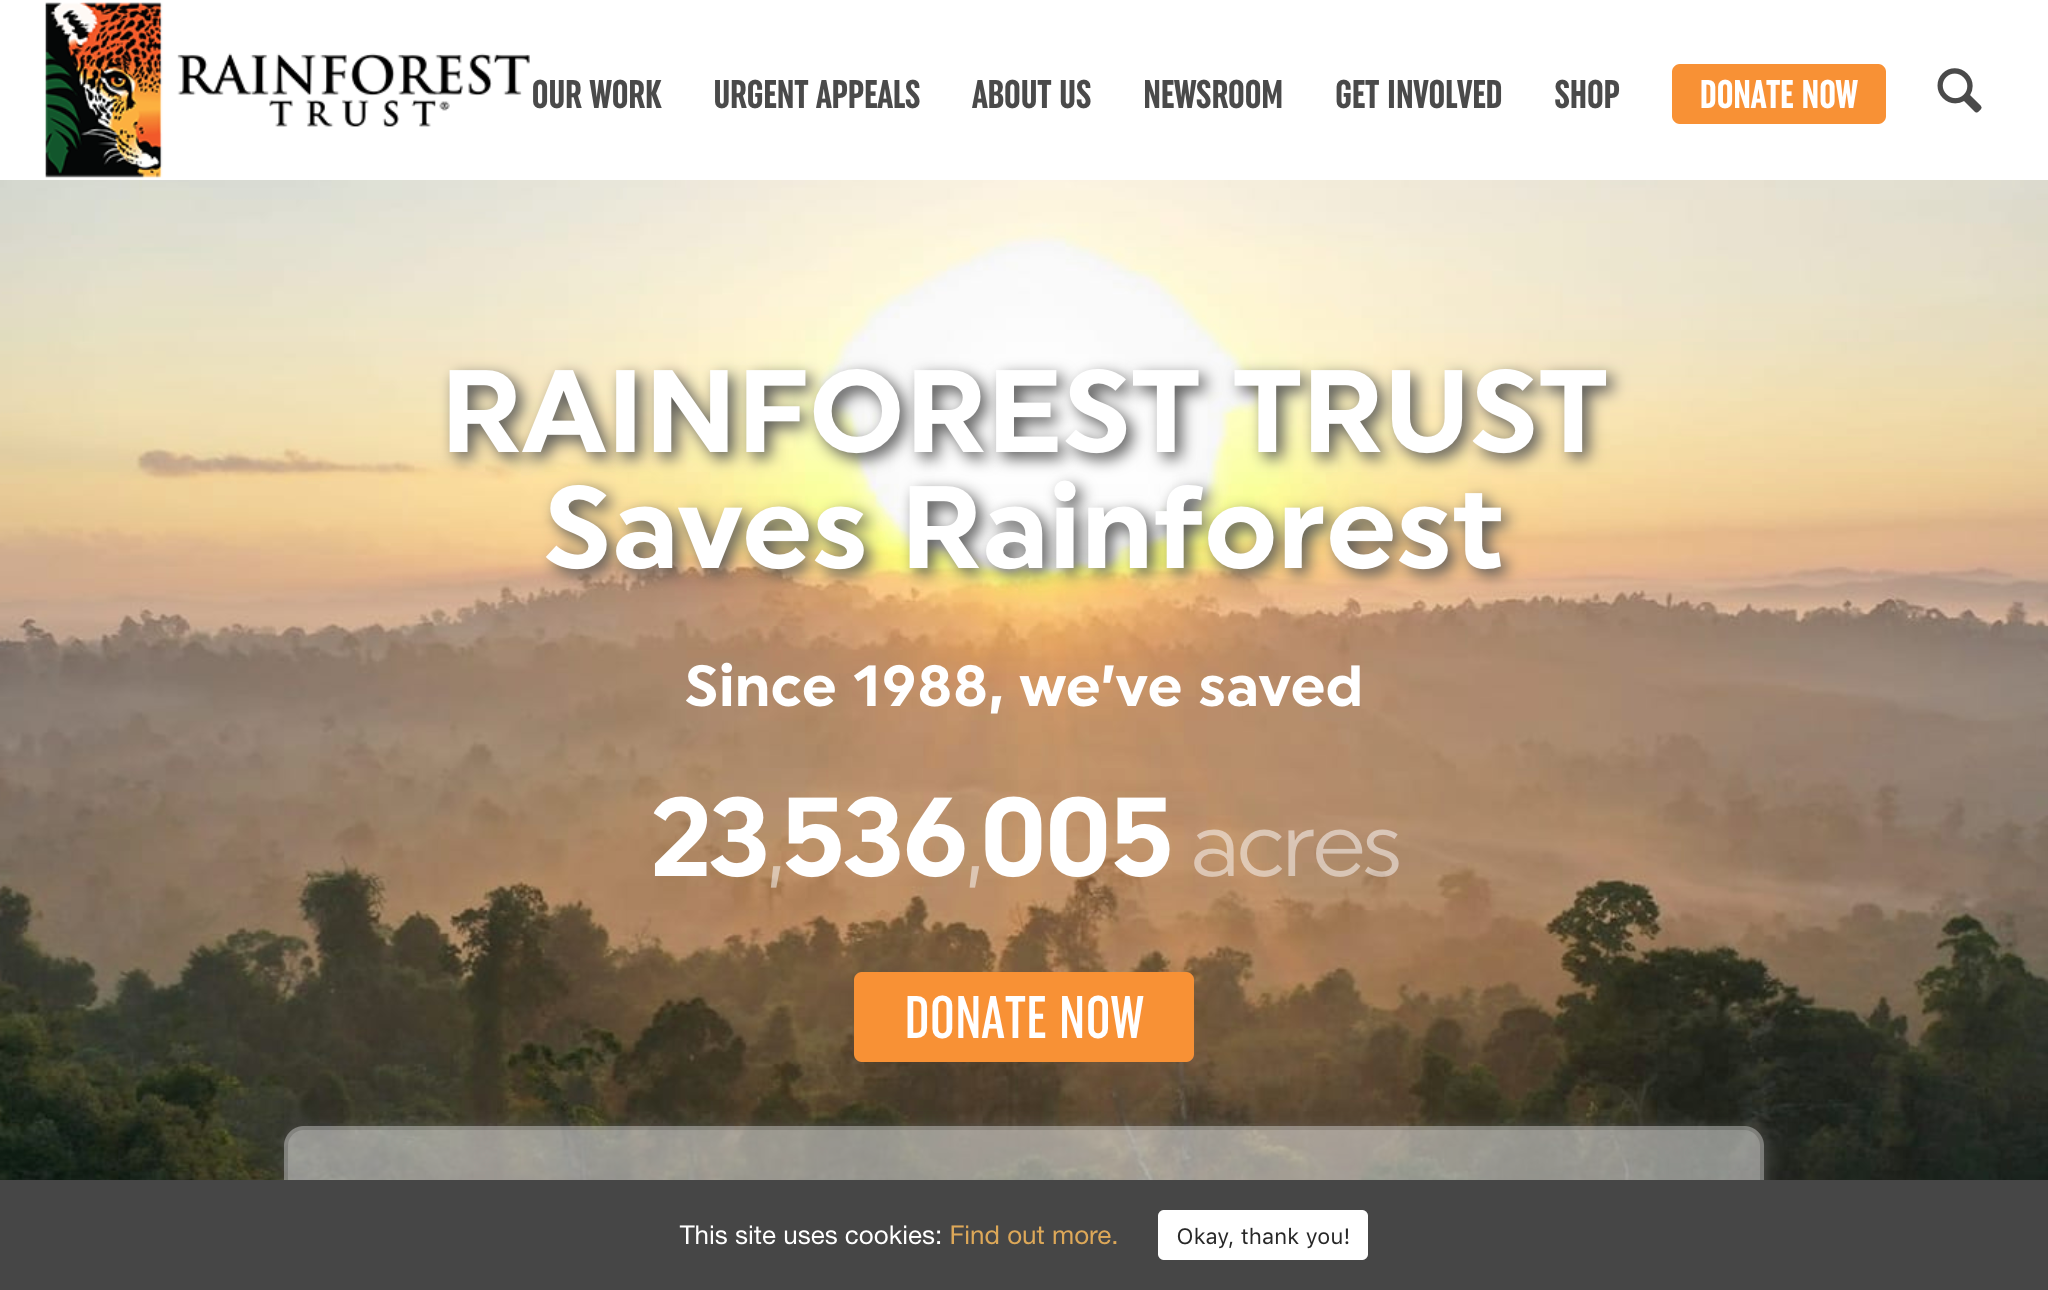 RAINFOREST
TRUST®
OUR WORK
URGENT APPEALS
ABOUT US
NEWSROOM
GET INVOLVED
SHOP
DONATE NOW
RAINFOREST TRUST
Saves Rainforest
Since 1988, we've saved
23,536,005 acres
DONATE NOW
This site uses cookies: Find out more.
Okay, thank you!